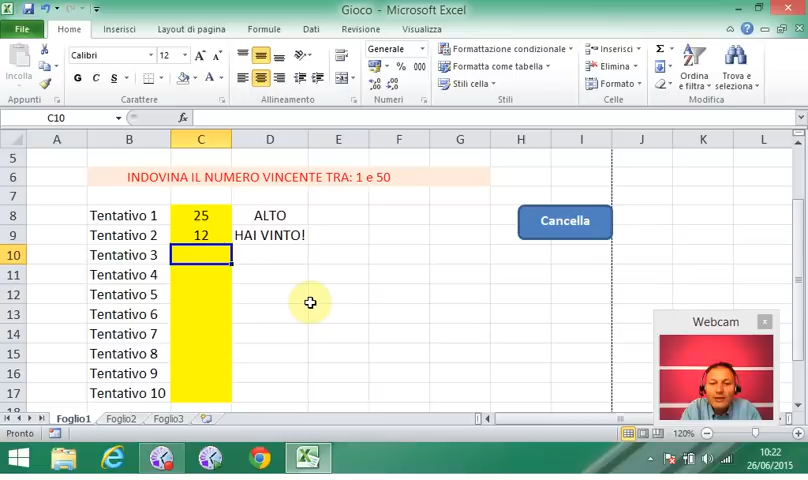 Gioco - Microsoft Excel
File Home Inserisci Layout di pagina Formule Dati Revisione Visualizza
Calibri 12 Generale Formattazione condizionale Inserisci Σ
Incolla G C S % 000 Formatta come tabella Elimina Ordina e filtra Trova e seleziona
Stili cella Formato
Appunti Carattere Allineamento Numeri Stili Celle Modifica
C10 fx
A B C D E F G H I J K L
5
6 INDOVINA IL NUMERO VINCENTE TRA: 1 e 50
7
8 Tentativo 1 25 ALTO Cancella
9 Tentativo 2 12 HAI VINTO!
10 Tentativo 3
11 Tentativo 4
12 Tentativo 5
13 Tentativo 6
14 Tentativo 7
15 Tentativo 8
16 Tentativo 9
17 Tentativo 10
18
Webcam x
Foglio1 Foglio2 Foglio3
Pronto 120%
10:22
26/06/2015